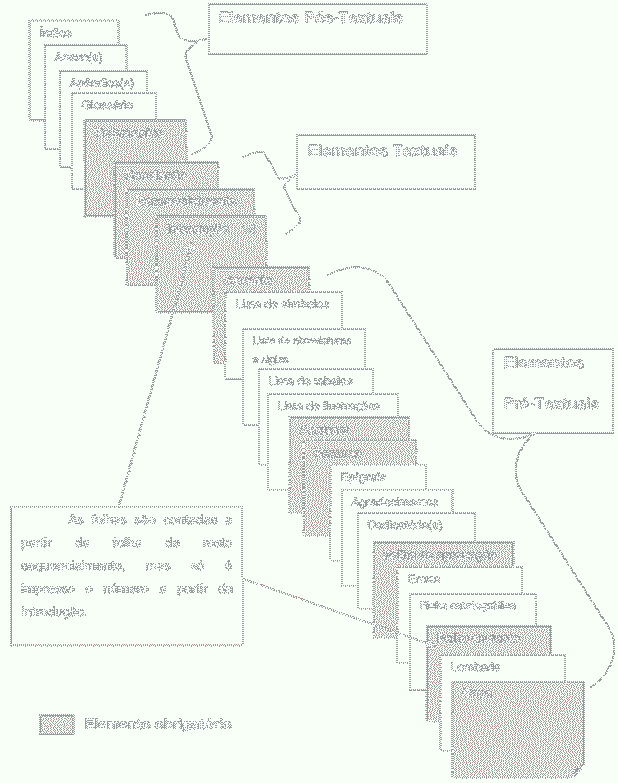 Elementos Pós-Textuais
Índice
Anexo(s)
Apêndice(s)
Glossário
Referências
Elementos Textuais
Conclusão
Desenvolvimento
Introdução
Sumário
Lista de símbolos
Lista de abreviaturas
e siglas
Lista de tabelas
Lista de ilustrações
Elementos
Pré-Textuais
Abstract
Resumo
Epígrafe
Agradecimentos
Dedicatória(s)
Folha de aprovação
Errata
Ficha catalográfica
Folha de rosto
Lombada
Capa
As folhas são contadas a
partir da folha de rosto
sequencialmente, mas só é
impresso o número a partir da
Introdução.
Elemento obrigatório